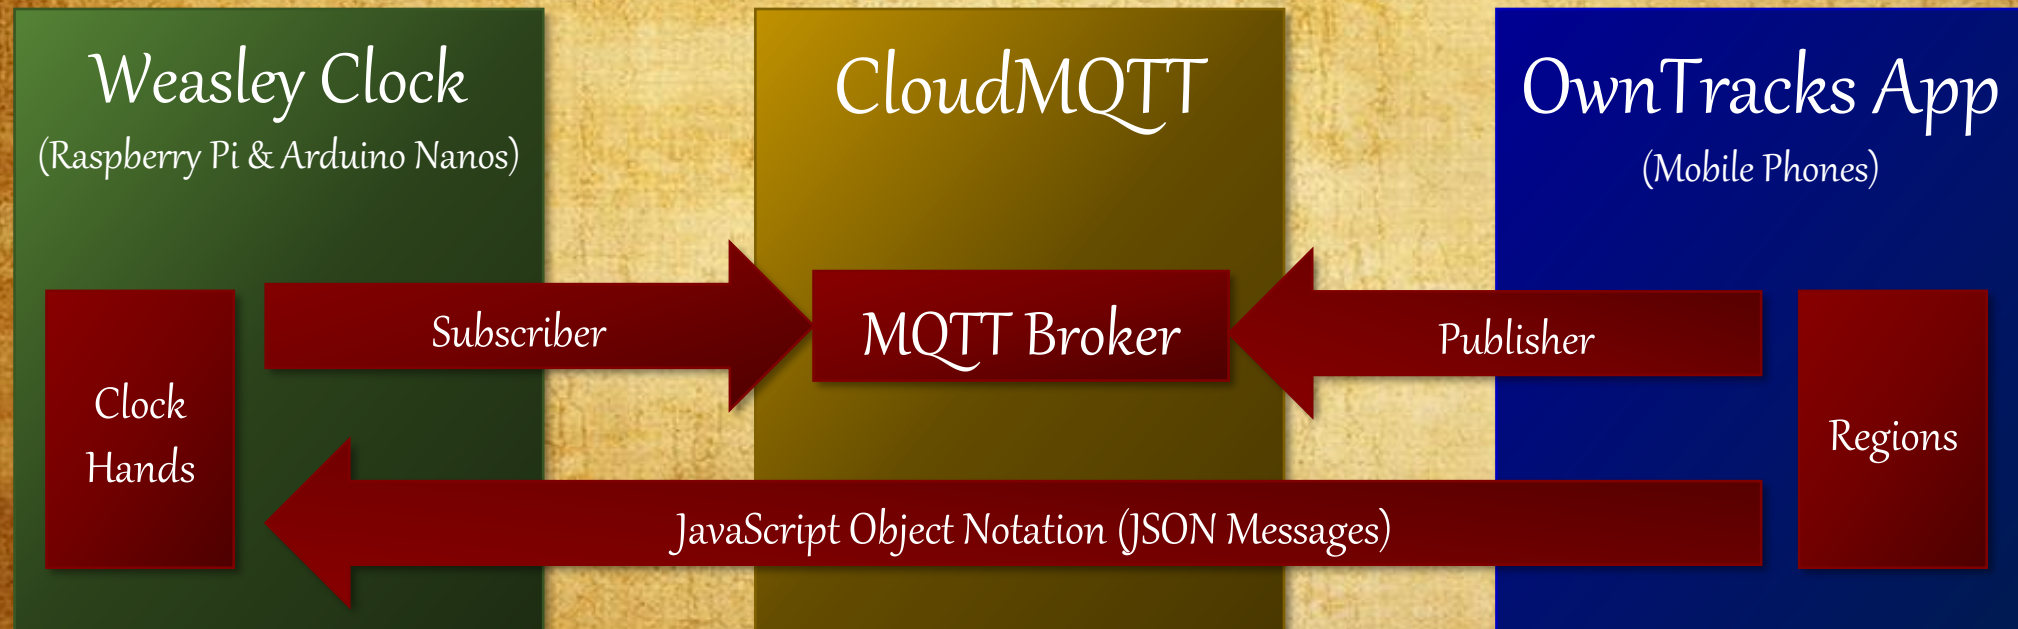 Weasley Clock
(Raspberry Pi & Arduino Nanos)
CloudMQTT
OwnTracks App
(Mobile Phones)
Subscriber
MQTT Broker
Publisher
Clock
Hands
Regions
JavaScript Object Notation (JSON Messages)